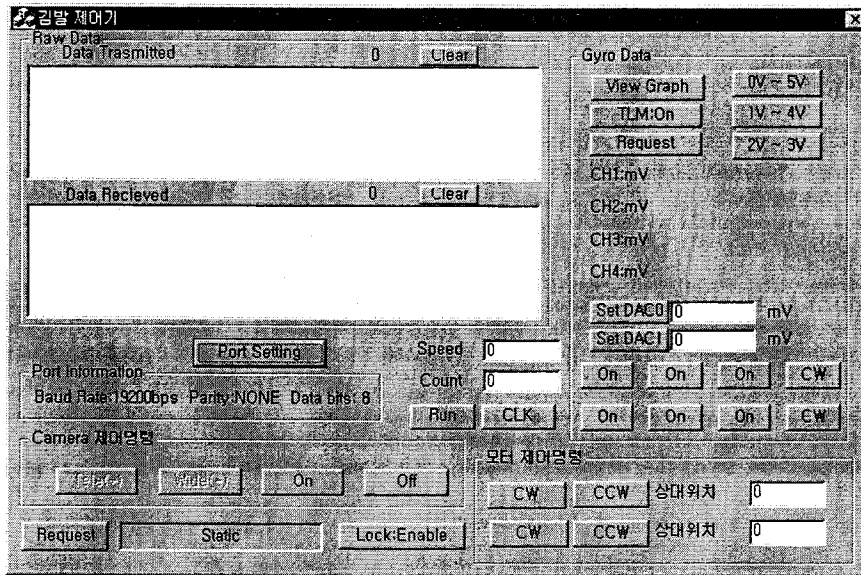 김발 제어기
Raw Data
Data Trasmitted 0 Clear
Data Recieved 0 Clear
Port Setting
Port Information
Baud Rate:19200bps Parity:NONE Data bits: 8
Speed 0
Count 0
Run CLK
Camera 제어명령
Tele(+) Wide(-) On Off
Request Static Lock:Enable
Gyro Data
View Graph 0V ~ 5V
TLM:On 1V ~ 4V
Request 2V ~ 3V
CH1:mV
CH2:mV
CH3:mV
CH4:mV
Set DAC0 0 mV
Set DAC1 0 mV
On On On CW
On On On CW
모터 제어명령
CW CCW 상대위치 0
CW CCW 상대위치 0